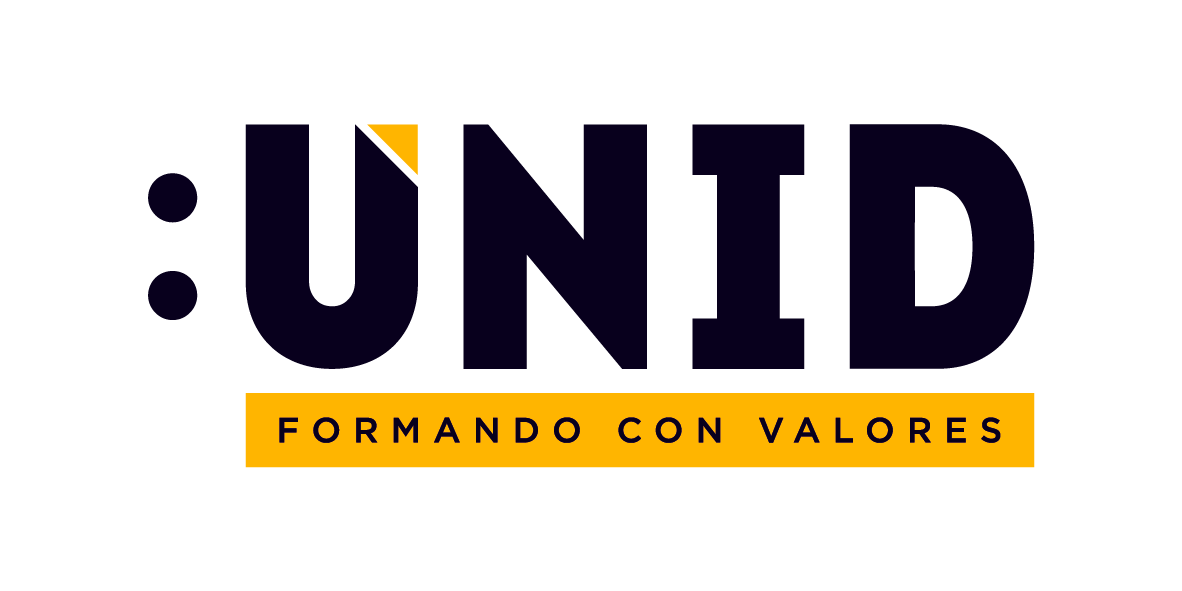 :UNID
FORMANDO CON VALORES